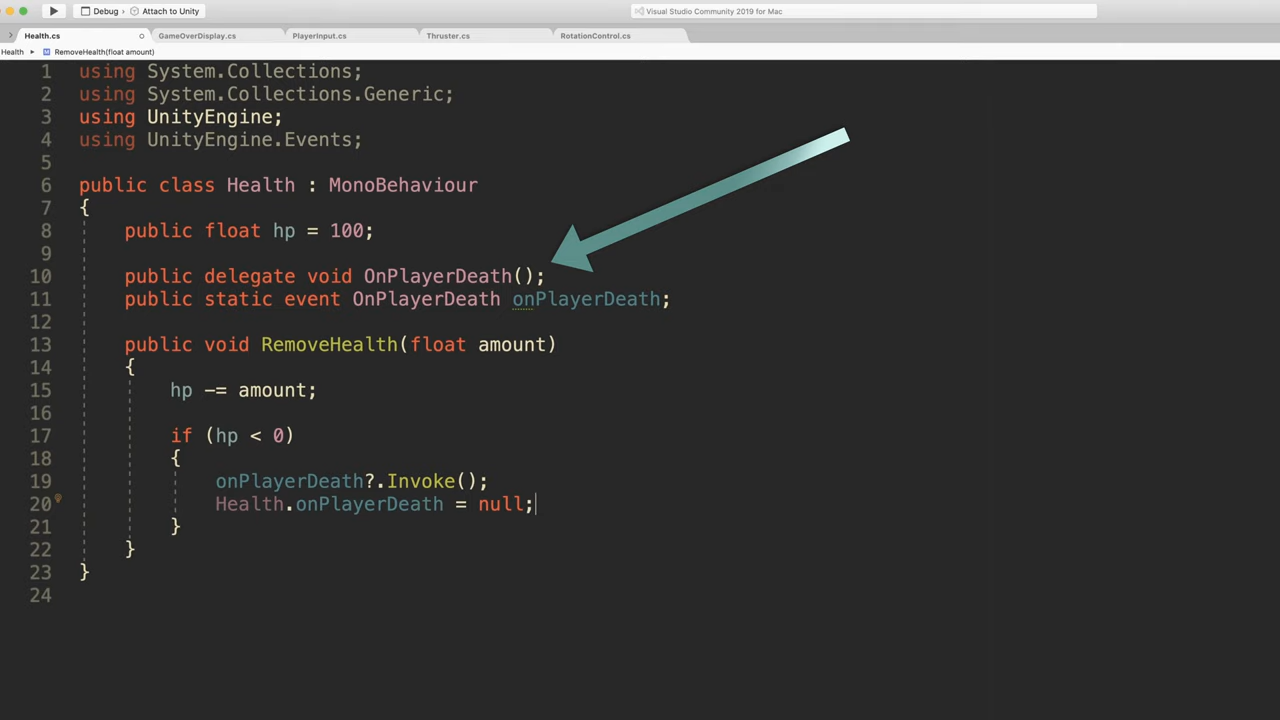 Debug
Attach to Unity
Visual Studio Community 2019 for Mac
Health.cs
GameOverDisplay.cs
PlayerInput.cs
Thruster.cs
RotationControl.cs
Health
M RemoveHealth(float amount)
1 using System.Collections;
2 using System.Collections.Generic;
3 using UnityEngine;
4 using UnityEngine.Events;
5
6 public class Health : MonoBehaviour
7 {
8 public float hp = 100;
9
10 public delegate void OnPlayerDeath();
11 public static event OnPlayerDeath onPlayerDeath;
12
13 public void RemoveHealth(float amount)
14 {
15 hp -= amount;
16
17 if (hp < 0)
18 {
19 onPlayerDeath?.Invoke();
20 Health.onPlayerDeath = null;
21 }
22 }
23 }
24